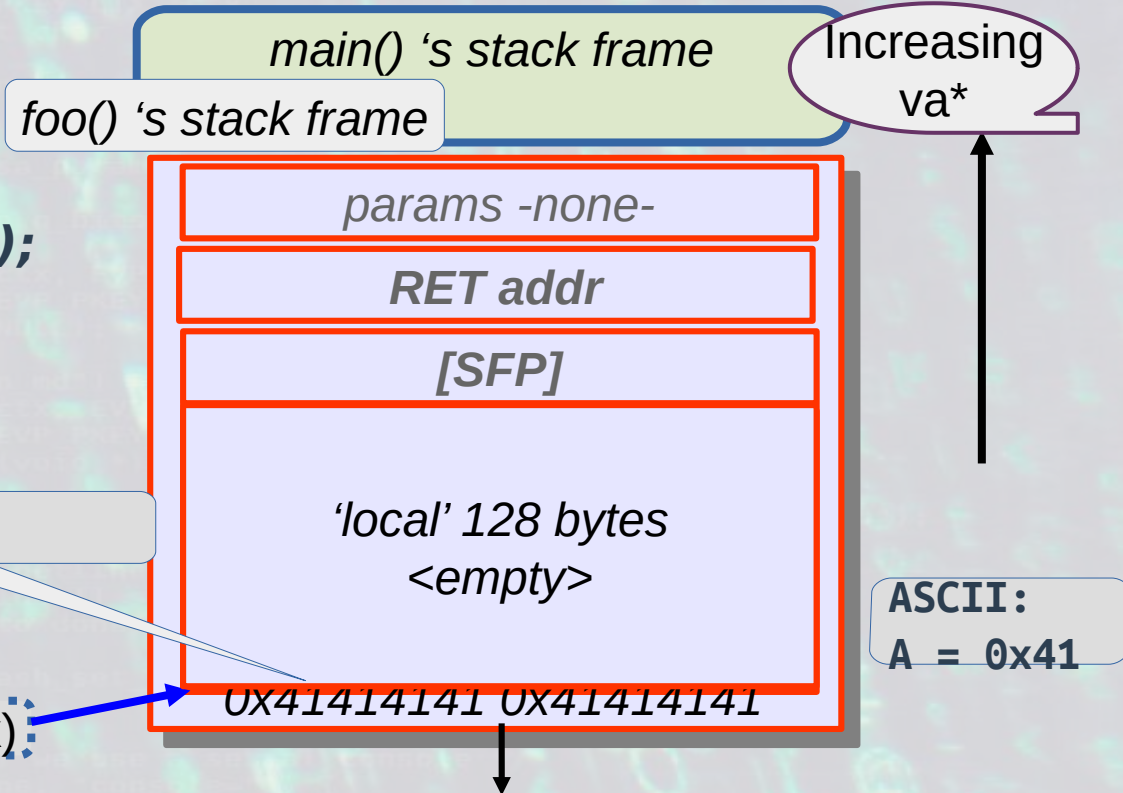 main() ‘s stack frame
Increasing
va*
foo() ‘s stack frame
params -none-
);
RET addr
[SFP]
‘local’ 128 bytes
<empty>
ASCII:
A = 0x41
0x41414141 0x41414141
)